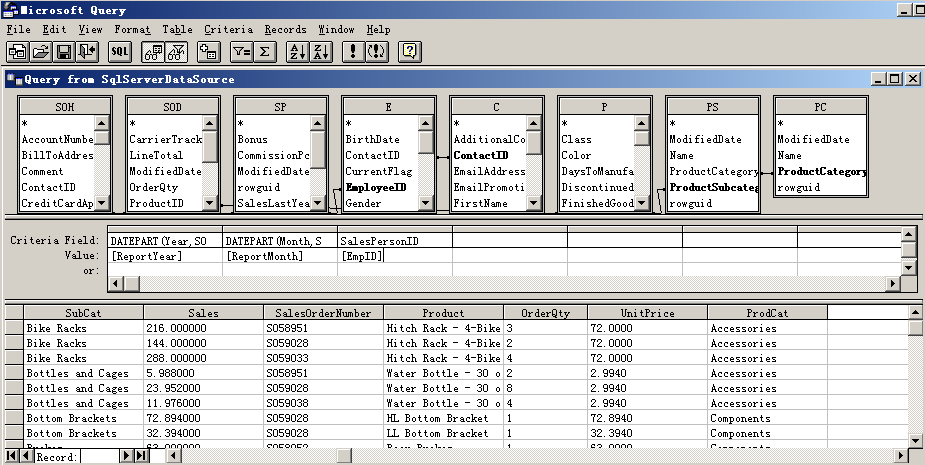 Microsoft Query
File Edit View Format Table Criteria Records Window Help
SQL
Query from SqlServerDataSource
SOH SOD SP E C P PS PC
* * * * * * * *
AccountNumbe CarrierTrack Bonus BirthDate AdditionalCo Class ModifiedDate ModifiedDate
BillToAddres LineTotal CommissionPc ContactID ContactID Color Name Name
Comment ModifiedDate ModifiedDate CurrentFlag EmailAddress DaysToManufa ProductCategory ProductCategory
ContactID OrderQty rowguid EmployeeID EmailPromoti Discontinued ProductSubcateg rowguid
CreditCardAp ProductID SalesLastYea Gender FirstName FinishedGood rowguid
Criteria Field: DATEPART(Year,SO DATEPART(Month,S SalesPersonID
Value: [ReportYear] [ReportMonth] [EmpID]
or:
SubCat Sales SalesOrderNumber Product OrderQty UnitPrice ProdCat
Bike Racks 216.000000 SO58951 Hitch Rack - 4-Bike 3 72.0000 Accessories
Bike Racks 144.000000 SO59028 Hitch Rack - 4-Bike 2 72.0000 Accessories
Bike Racks 288.000000 SO59033 Hitch Rack - 4-Bike 4 72.0000 Accessories
Bottles and Cages 5.988000 SO58951 Water Bottle - 30 o 2 2.9940 Accessories
Bottles and Cages 23.952000 SO59028 Water Bottle - 30 o 8 2.9940 Accessories
Bottles and Cages 11.976000 SO59038 Water Bottle - 30 o 4 2.9940 Accessories
Bottom Brackets 72.894000 SO59028 HL Bottom Bracket 1 72.8940 Components
Bottom Brackets 32.394000 SO59028 LL Bottom Bracket 1 32.3940 Components
Record: